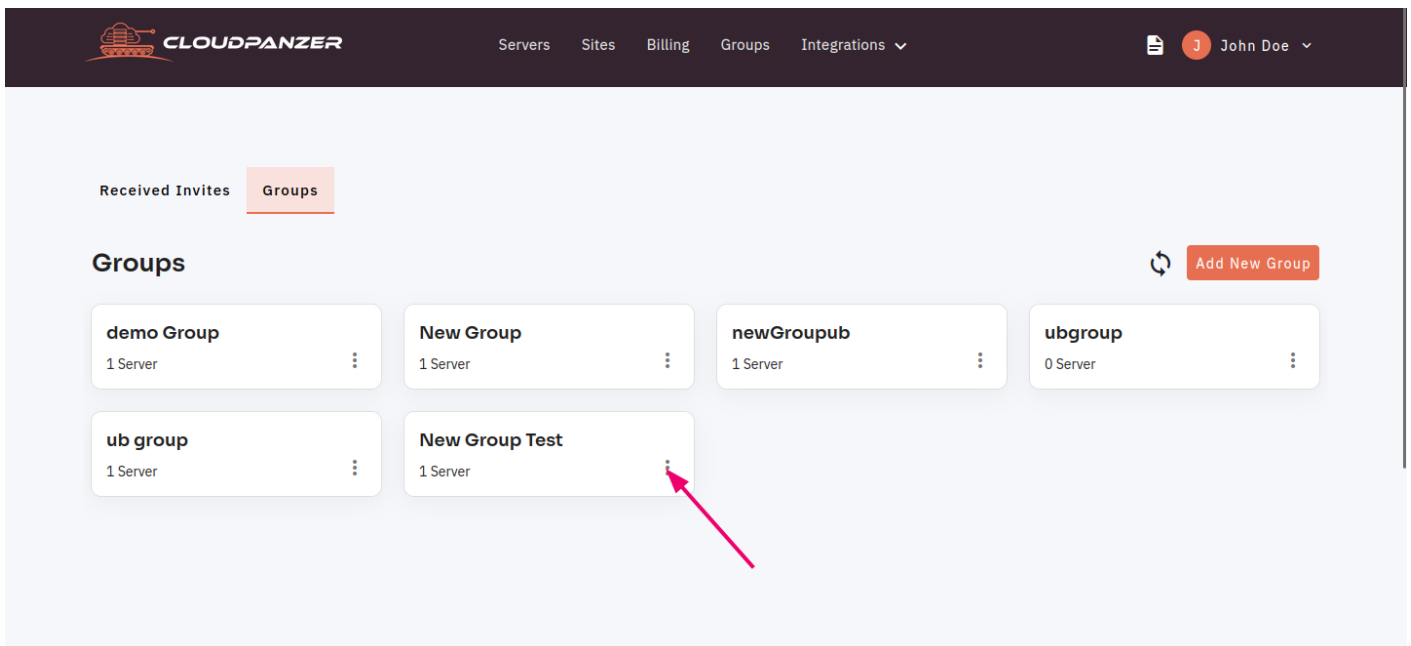 CLOUDPANZER
Servers Sites Billing Groups Integrations
J John Doe
Received Invites Groups
Groups
Add New Group
demo Group
1 Server
New Group
1 Server
newGroupub
1 Server
ubgroup
0 Server
ub group
1 Server
New Group Test
1 Server